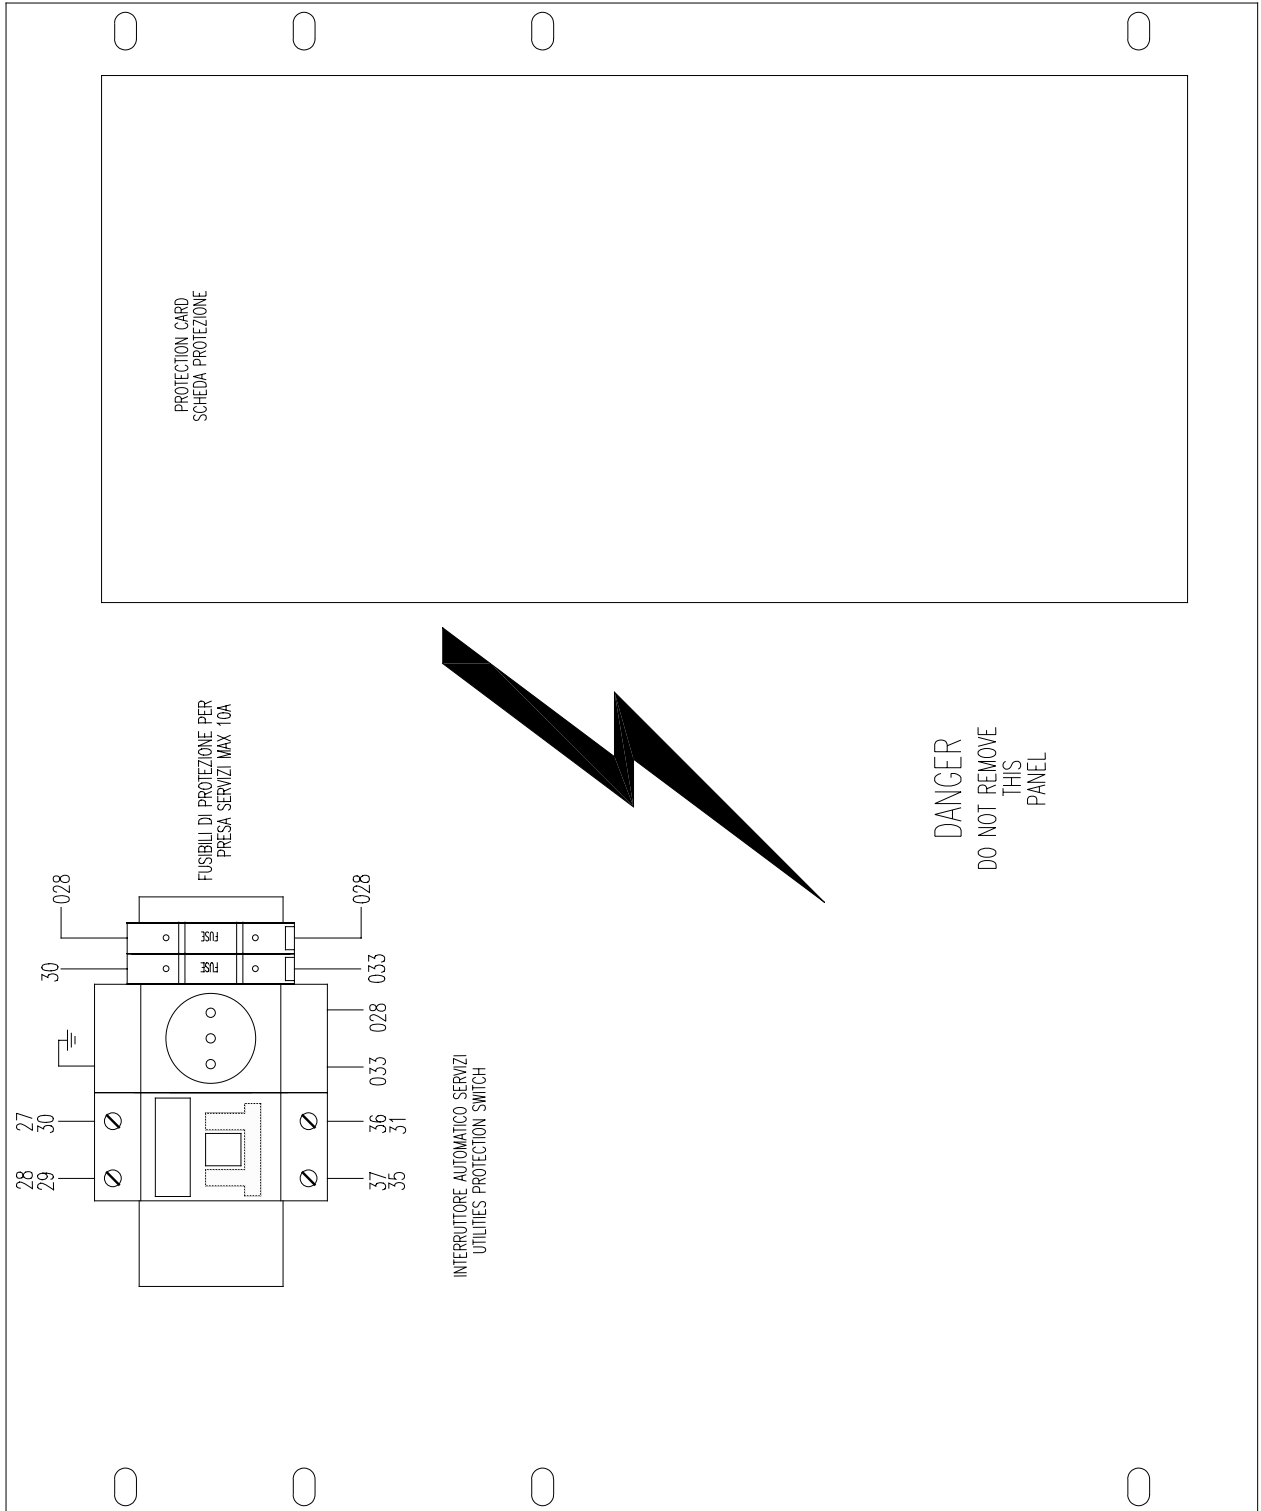 28
29
27
30
30
028
PROTECTION CARD
SCHEDA PROTEZIONE
FUSIBILI DI PROTEZIONE PER
PRESA SERVIZI MAX 10A
FUSE
FUSE
37
35
36
31
033
028
033
028
INTERRUTTORE AUTOMATICO SERVIZI
UTILITIES PROTECTION SWITCH
DANGER
DO NOT REMOVE
THIS
PANEL